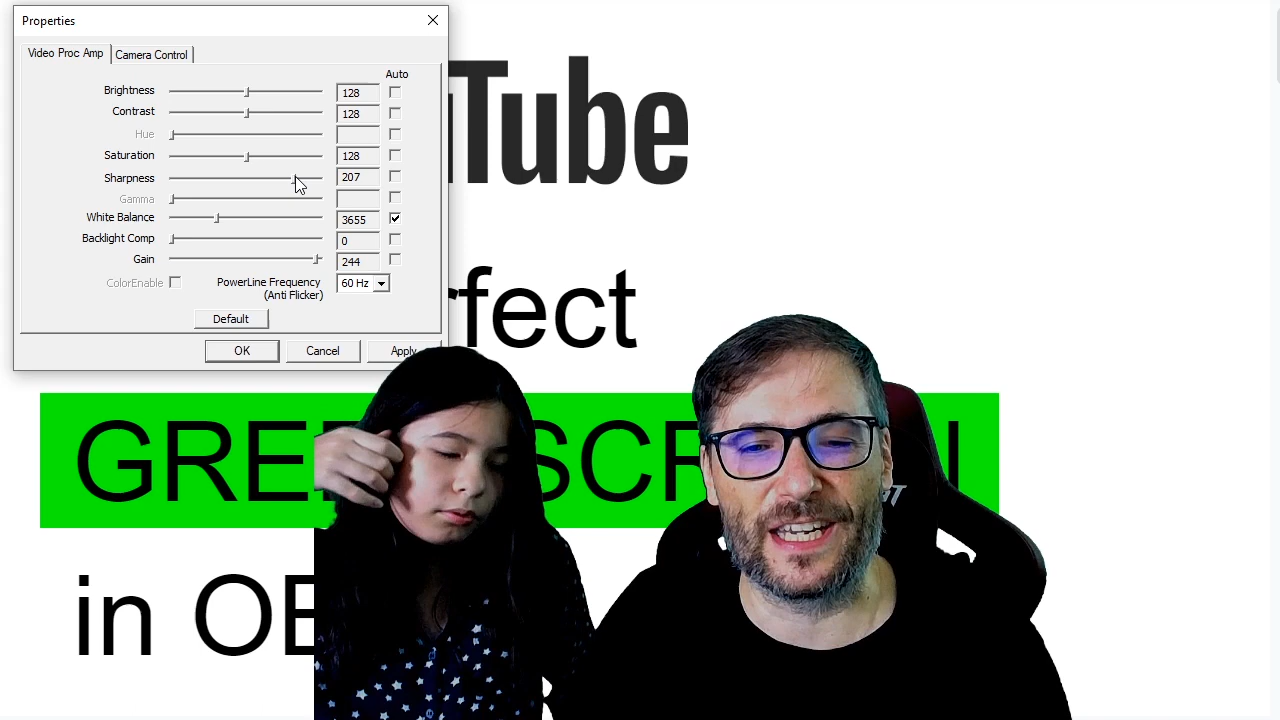 Properties
Video Proc Amp
Camera Control
Auto
Brightness 128
Contrast 128
Hue
Saturation 128
Sharpness 207
Gamma
White Balance 3655
Backlight Comp 0
Gain 244
ColorEnable PowerLine Frequency 60 Hz
(Anti Flicker)
Default
OK Cancel Apply
Tube
fect
GREE SCR N
in OB